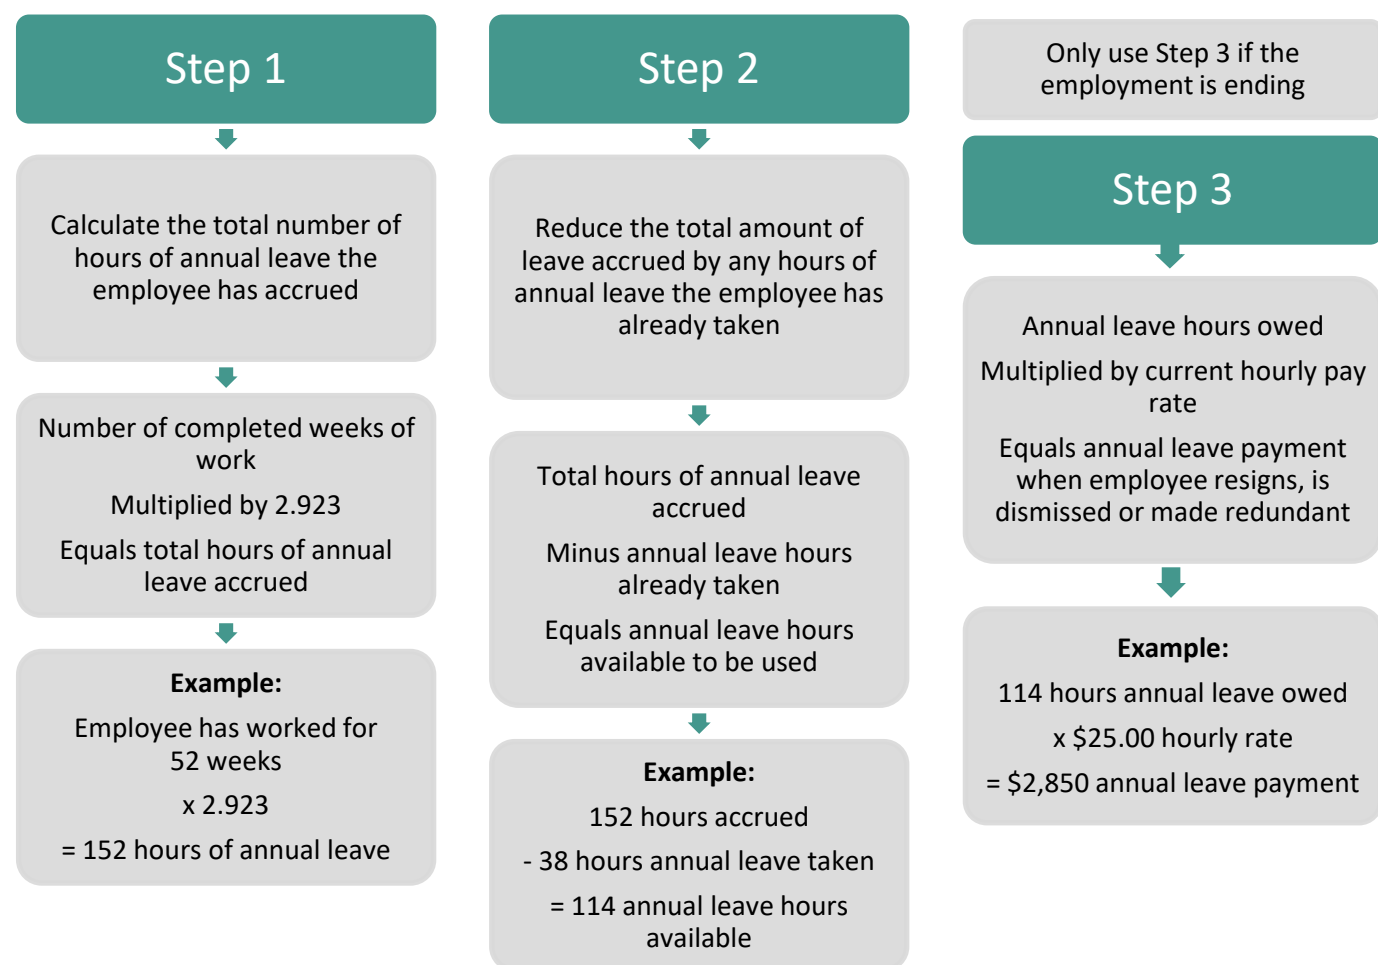 Step 1
Calculate the total number of
hours of annual leave the
employee has accrued
Number of completed weeks of
work
Multiplied by 2.923
Equals total hours of annual
leave accrued
Example:
Employee has worked for
52 weeks
x 2.923
= 152 hours of annual leave
Step 2
Reduce the total amount of
leave accrued by any hours of
annual leave the employee has
already taken
Total hours of annual leave
accrued
Minus annual leave hours
already taken
Equals annual leave hours
available to be used
Example:
152 hours accrued
- 38 hours annual leave taken
= 114 annual leave hours
available
Only use Step 3 if the
employment is ending
Step 3
Annual leave hours owed
Multiplied by current hourly pay
rate
Equals annual leave payment
when employee resigns, is
dismissed or made redundant
Example:
114 hours annual leave owed
x $25.00 hourly rate
= $2,850 annual leave payment